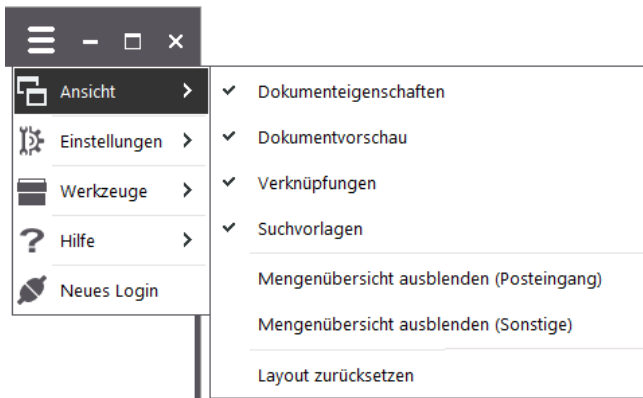 Ansicht
Einstellungen
Werkzeuge
Hilfe
Neues Login
Dokumenteigenschaften
Dokumentvorschau
Verknüpfungen
Suchvorlagen
Mengenübersicht ausblenden (Posteingang)
Mengenübersicht ausblenden (Sonstige)
Layout zurücksetzen